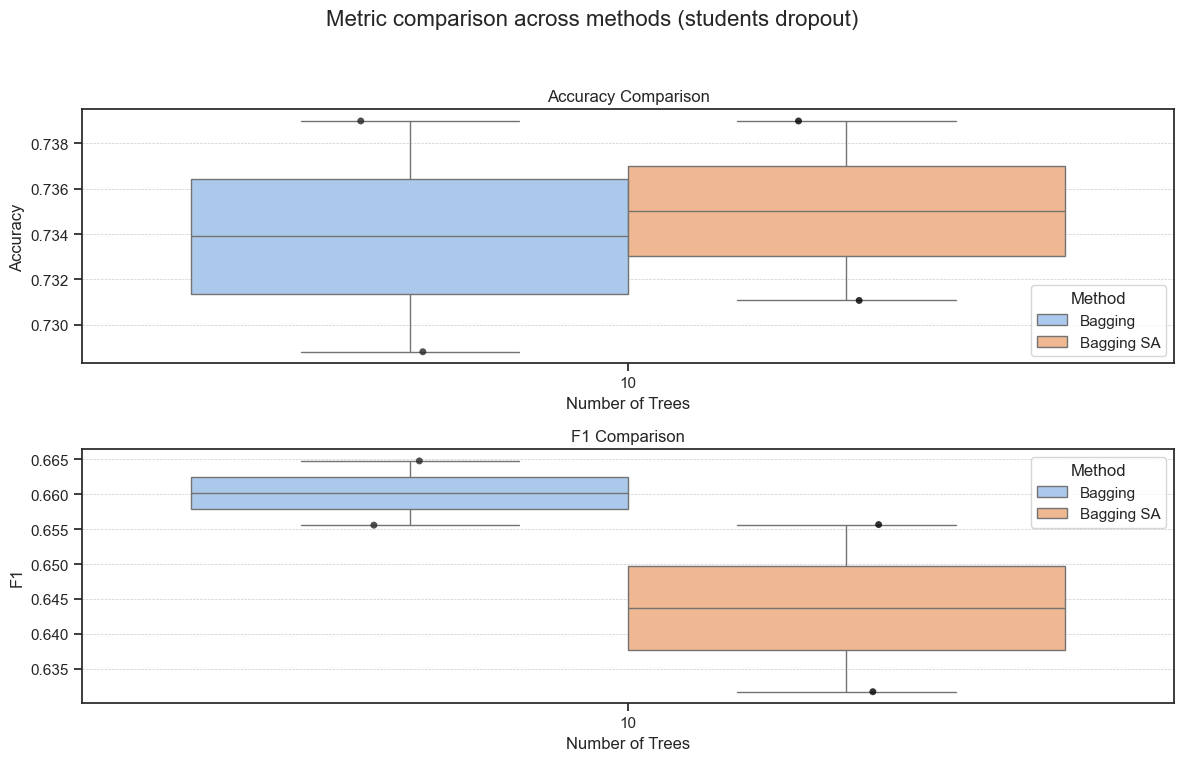 Metric comparison across methods (students dropout)
Accuracy Comparison
0.738
0.736
0.734
0.732
0.730
Accuracy
Method
Bagging
Bagging SA
10
Number of Trees
F1 Comparison
0.665
0.660
0.655
0.650
0.645
0.640
0.635
F1
Method
Bagging
Bagging SA
10
Number of Trees